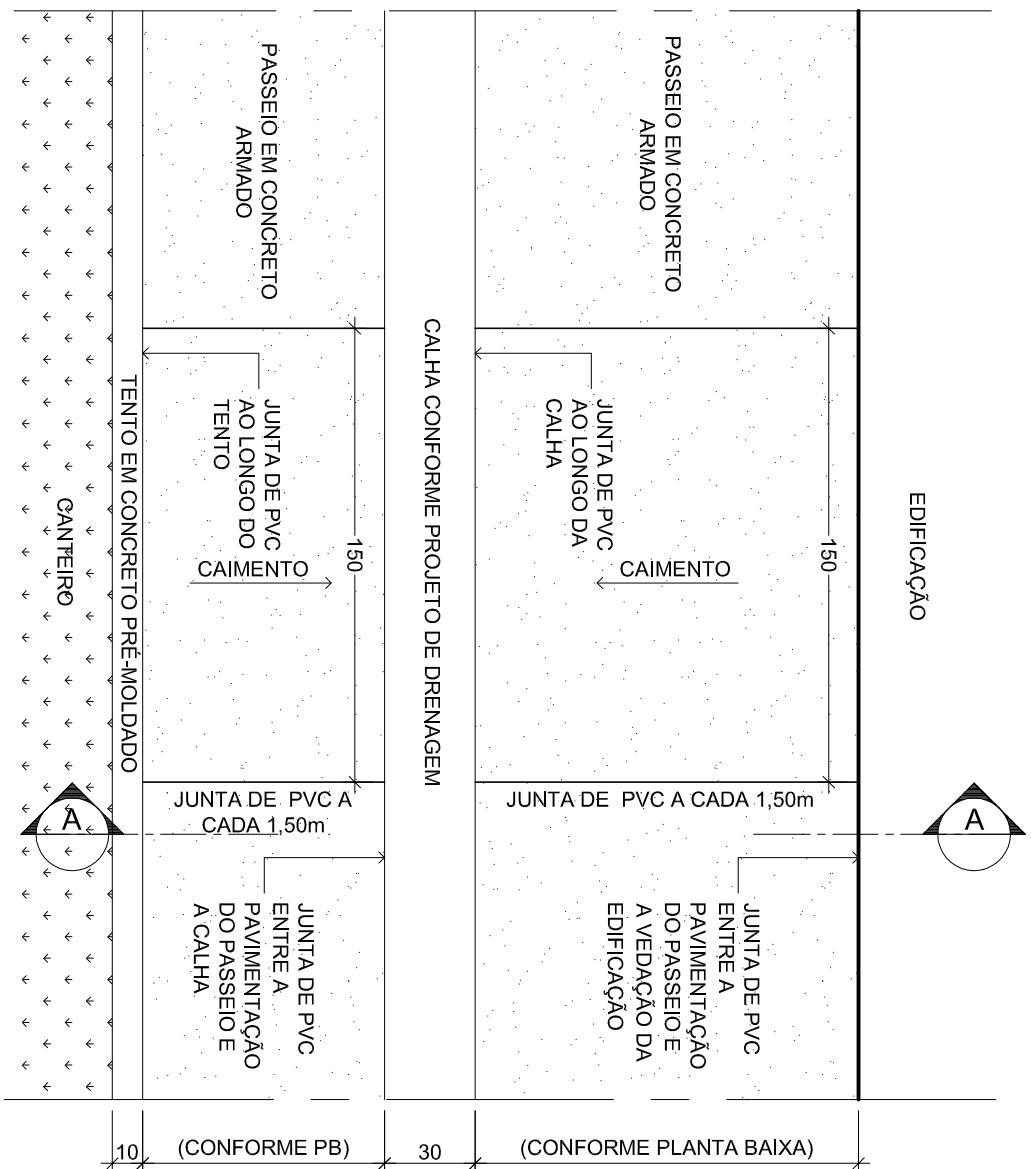 PASSEIO EM CONCRETO
ARMADO
PASSEIO EM CONCRETO
ARMADO
EDIFICAÇÃO
CALHA CONFORME PROJETO DE DRENAGEM
TENTO EM CONCRETO PRÉ-MOLDADO
CANTEIRO
JUNTA DE PVC
AO LONGO DO
TENTO
JUNTA DE PVC
AO LONGO DA
CALHA
150
150
CAIMENTO
CAIMENTO
JUNTA DE PVC A
CADA 1,50m
JUNTA DE PVC A CADA 1,50m
A
A
JUNTA DE PVC
ENTRE A
PAVIMENTAÇÃO
DO PASSEIO E
A CALHA
JUNTA DE PVC
ENTRE A
PAVIMENTAÇÃO
DO PASSEIO E
A VEDAÇÃO DA
EDIFICAÇÃO
10
(CONFORME PB)
30
(CONFORME PLANTA BAIXA)